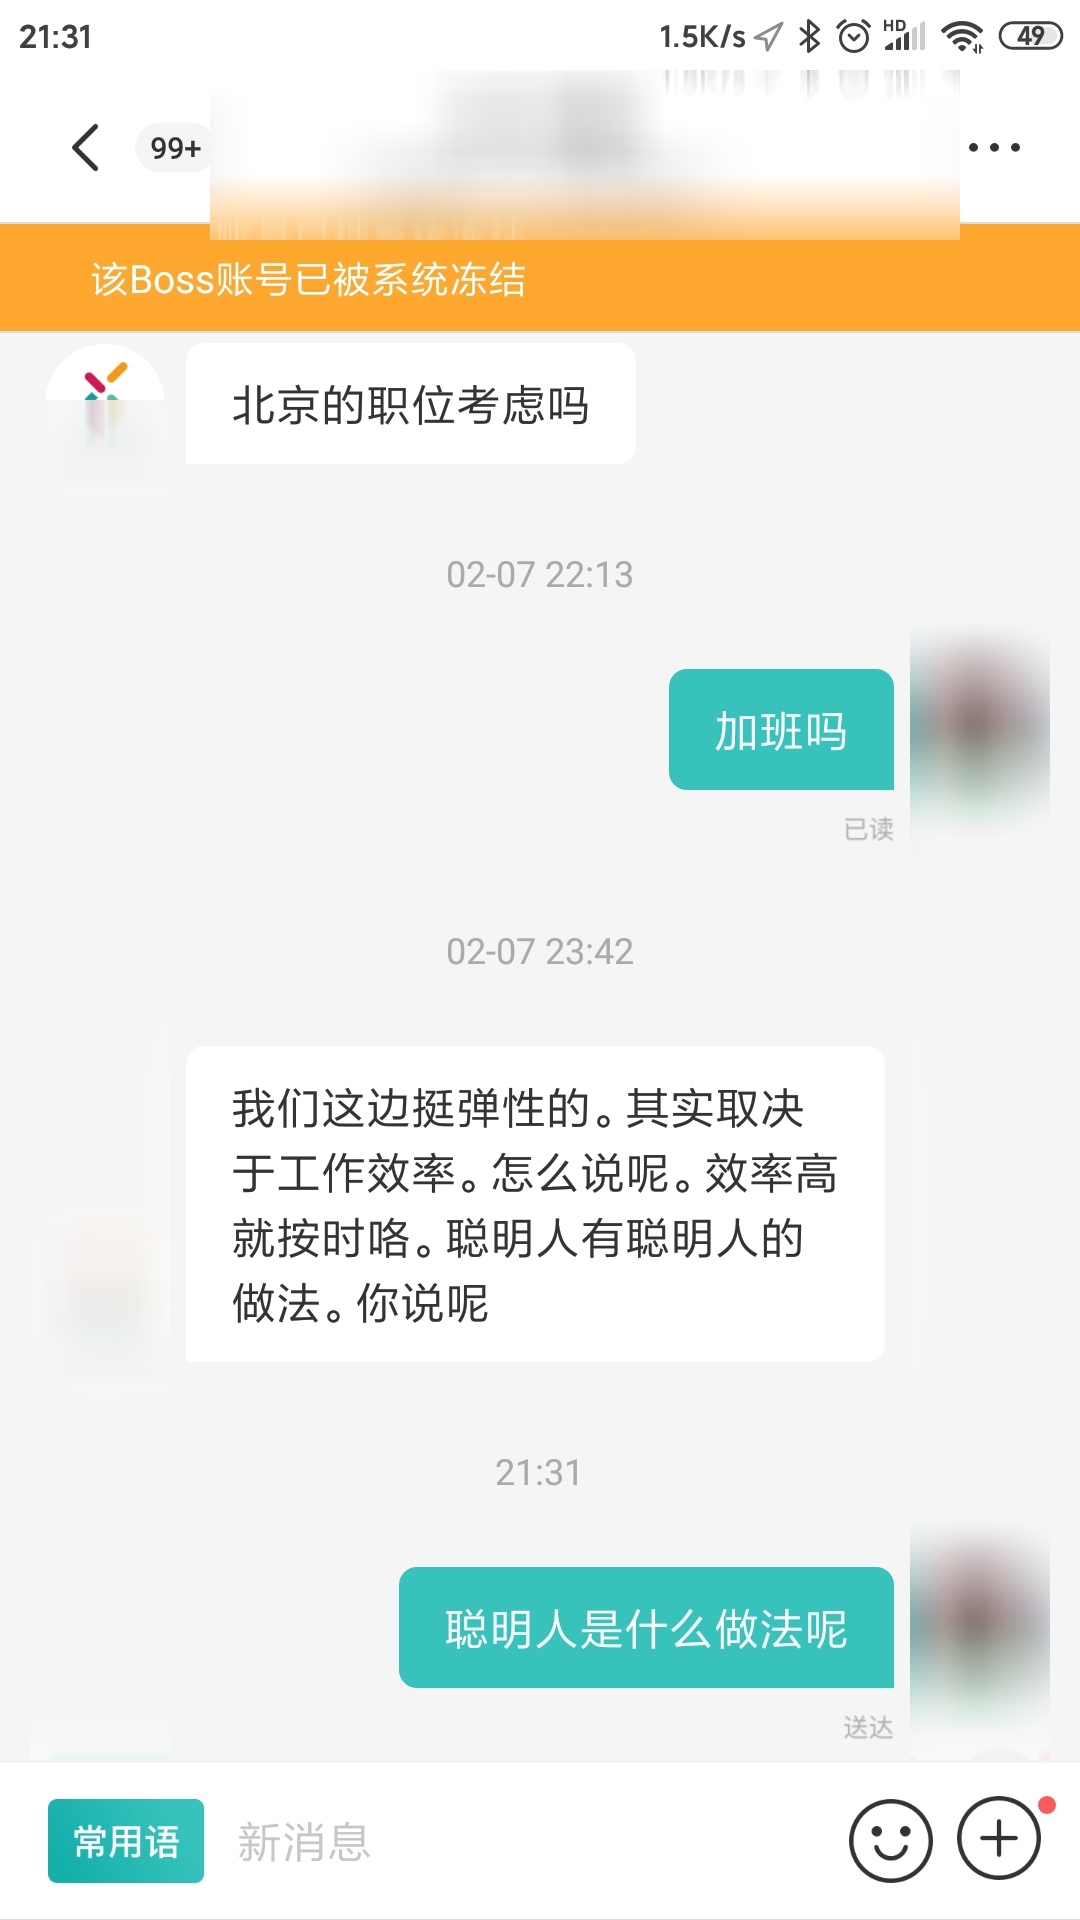 21:31
1.5K/s
HD
49
99+
该Boss账号已被系统冻结
北京的职位考虑吗
02-07 22:13
加班吗
已读
02-07 23:42
我们这边挺弹性的。其实取决
于工作效率。怎么说呢。效率高
就按时咯。聪明人有聪明人的
做法。你说呢
21:31
聪明人是什么做法呢
送达
常用语
新消息